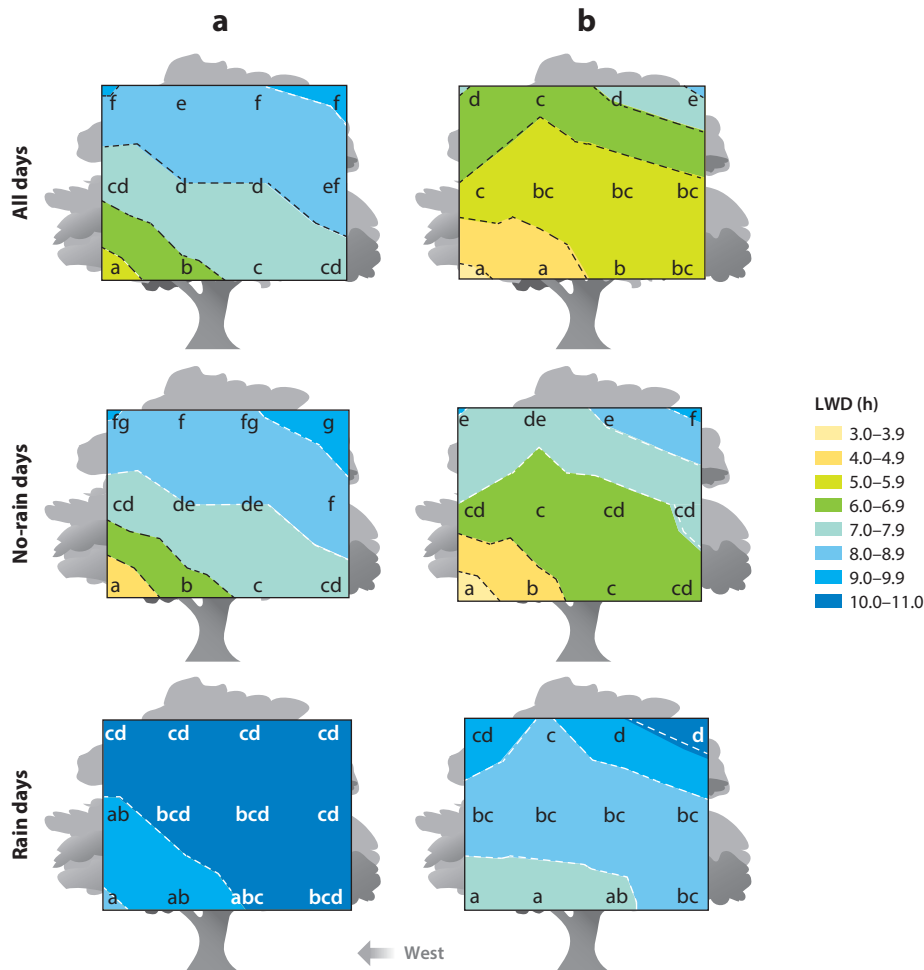 a b
All days
f e f f
cd d d ef
a b c cd
d c d e
c bc bc bc
a a b bc
No-rain days
fg f fg g
cd de de f
a b c cd
e de e f
cd c cd cd
a b c cd
LWD (h)
3.0–3.9
4.0–4.9
5.0–5.9
6.0–6.9
7.0–7.9
8.0–8.9
9.0–9.9
10.0–11.0
Rain days
cd cd cd cd
ab bcd bcd cd
a ab abc bcd
cd c d d
bc bc bc bc
a a ab bc
West